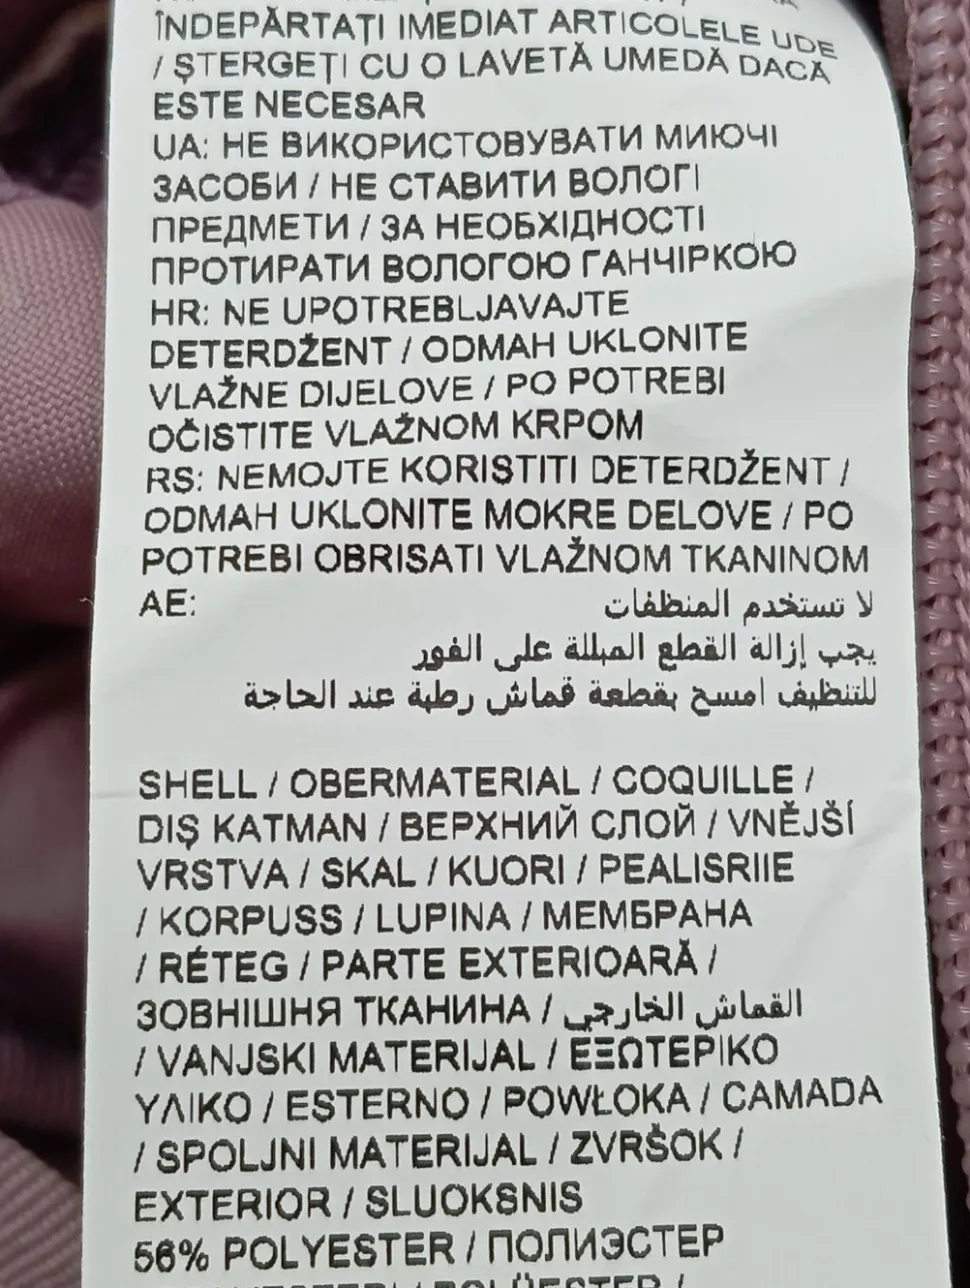 ÎNDEPĂRTAȚI IMEDIAT ARTICOLELE UDE
/ ȘTERGEȚI CU O LAVETĂ UMEDĂ DACĂ
ESTE NECESAR
UA: НЕ ВИКОРИСТОВУВАТИ МИЮЧІ
ЗАСОБИ / НЕ СТАВИТИ ВОЛОГІ
ПРЕДМЕТИ / ЗА НЕОБХІДНОСТІ
ПРОТИРАТИ ВОЛОГОЮ ГАНЧІРКОЮ
HR: NE UPOTREBLJAVAJTE
DETERDŽENT / ODMAH UKLONITE
VLAŽNE DIJELOVE / PO POTREBI
OČISTITE VLAŽNOM KRPOM
RS: NEMOJTE KORISTITI DETERDŽENT /
ODMAH UKLONITE MOKRE DELOVE / PO
POTREBI OBRISATI VLAŽNOM TKANINOM
AE: لا تستخدم المنظفات
يجب إزالة القطع المبللة على الفور
للتنظيف امسح بقطعة قماش رطبة عند الحاجة
SHELL / OBERMATERIAL / COQUILLE /
DIŞ KATMAN / ВЕРХНИЙ СЛОЙ / VNĚJŠÍ
VRSTVA / SKAL / KUORI / PEALISRIIE
/ KORPUSS / LUPINA / МЕМБРАНА
/ RÉTEG / PARTE EXTERIOARĂ /
ЗОВНІШНЯ ТКАНИНА / القماش الخارجي
/ VANJSKI MATERIJAL / ΕΞΩΤΕΡΙΚΟ
ΥΛΙΚΟ / ESTERNO / POWŁOKA / CAMADA
/ SPOLJNI MATERIJAL / ZVRŠOK /
EXTERIOR / SLUOKSNIS
56% POLYESTER / ПОЛИЭСТЕР